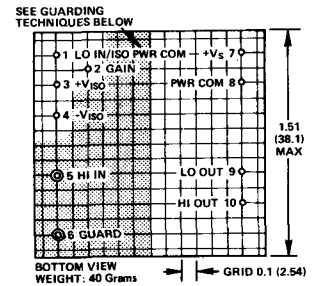 SEE GUARDING
TECHNIQUES BELOW
1 LO IN/ISO PWR COM +VS 7
2 GAIN
3 +VISO
PWR COM 8
4 -VISO
1.51
(38.1)
MAX
5 HI IN
LO OUT 9
HI OUT 10
6 GUARD
BOTTOM VIEW
WEIGHT: 40 Grams
GRID 0.1 (2.54)